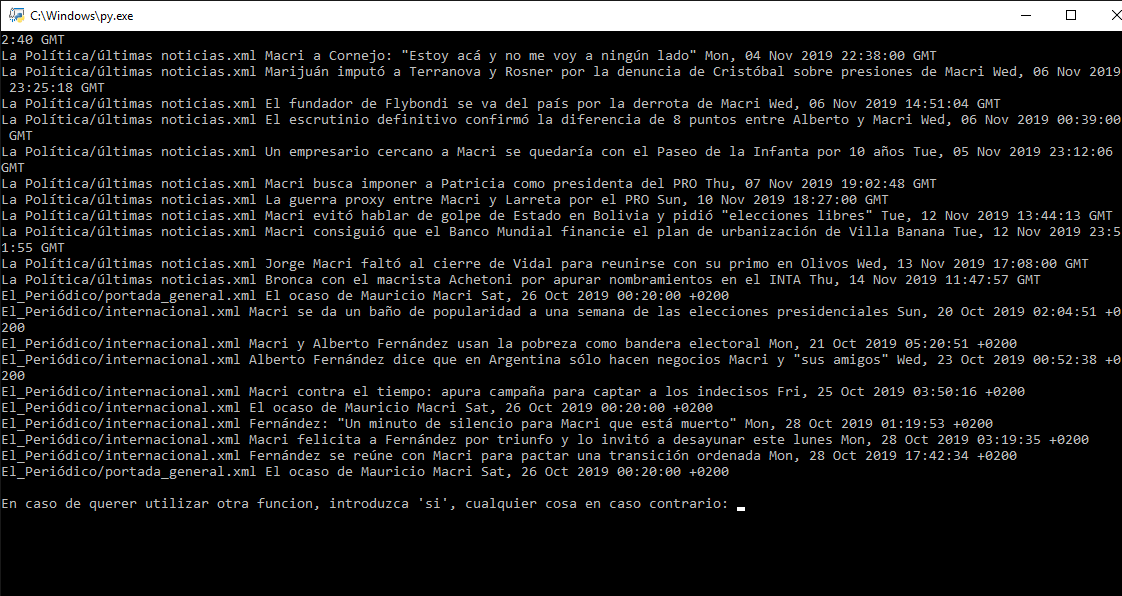 C:\Windows\py.exe
2:40 GMT
La Política/últimas noticias.xml Macri a Cornejo: "Estoy acá y no me voy a ningún lado" Mon, 04 Nov 2019 22:38:00 GMT
La Política/últimas noticias.xml Marijuán imputó a Terranova y Rosner por la denuncia de Cristóbal sobre presiones de Macri Wed, 06 Nov 2019
 23:25:18 GMT
La Política/últimas noticias.xml El fundador de Flybondi se va del país por la derrota de Macri Wed, 06 Nov 2019 14:51:04 GMT
La Política/últimas noticias.xml El escrutinio definitivo confirmó la diferencia de 8 puntos entre Alberto y Macri Wed, 06 Nov 2019 00:39:00
 GMT
La Política/últimas noticias.xml Un empresario cercano a Macri se quedaría con el Paseo de la Infanta por 10 años Tue, 05 Nov 2019 23:12:06
GMT
La Política/últimas noticias.xml Macri busca imponer a Patricia como presidenta del PRO Thu, 07 Nov 2019 19:02:48 GMT
La Política/últimas noticias.xml La guerra proxy entre Macri y Larreta por el PRO Sun, 10 Nov 2019 18:27:00 GMT
La Política/últimas noticias.xml Macri evitó hablar de golpe de Estado en Bolivia y pidió "elecciones libres" Tue, 12 Nov 2019 13:44:13 GMT
La Política/últimas noticias.xml Macri consiguió que el Banco Mundial financie el plan de urbanización de Villa Banana Tue, 12 Nov 2019 23:5
1:55 GMT
La Política/últimas noticias.xml Jorge Macri faltó al cierre de Vidal para reunirse con su primo en Olivos Wed, 13 Nov 2019 17:08:00 GMT
La Política/últimas noticias.xml Bronca con el macrista Achetoni por apurar nombramientos en el INTA Thu, 14 Nov 2019 11:47:57 GMT
El_Periódico/portada_general.xml El ocaso de Mauricio Macri Sat, 26 Oct 2019 00:20:00 +0200
El_Periódico/internacional.xml Macri se da un baño de popularidad a una semana de las elecciones presidenciales Sun, 20 Oct 2019 02:04:51 +0
200
El_Periódico/internacional.xml Macri y Alberto Fernández usan la pobreza como bandera electoral Mon, 21 Oct 2019 05:20:51 +0200
El_Periódico/internacional.xml Alberto Fernández dice que en Argentina sólo hacen negocios Macri y "sus amigos" Wed, 23 Oct 2019 00:52:38 +0
200
El_Periódico/internacional.xml Macri contra el tiempo: apura campaña para captar a los indecisos Fri, 25 Oct 2019 03:50:16 +0200
El_Periódico/internacional.xml El ocaso de Mauricio Macri Sat, 26 Oct 2019 00:20:00 +0200
El_Periódico/internacional.xml Fernández: "Un minuto de silencio para Macri que está muerto" Mon, 28 Oct 2019 01:19:53 +0200
El_Periódico/internacional.xml Macri felicita a Fernández por triunfo y lo invitó a desayunar este lunes Mon, 28 Oct 2019 03:19:35 +0200
El_Periódico/internacional.xml Fernández se reúne con Macri para pactar una transición ordenada Mon, 28 Oct 2019 17:42:34 +0200
El_Periódico/portada_general.xml El ocaso de Mauricio Macri Sat, 26 Oct 2019 00:20:00 +0200
En caso de querer utilizar otra funcion, introduzca 'si', cualquier cosa en caso contrario: